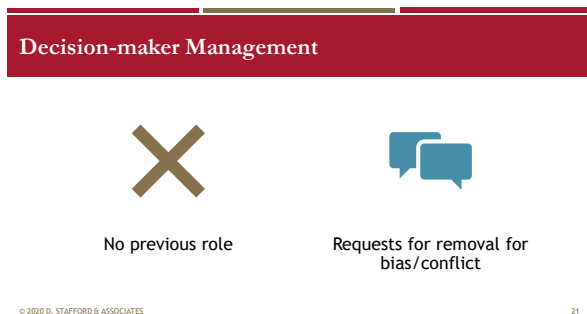 Decision-maker Management
No previous role
Requests for removal for
bias/conflict
© 2020 D. STAFFORD & ASSOCIATES
21